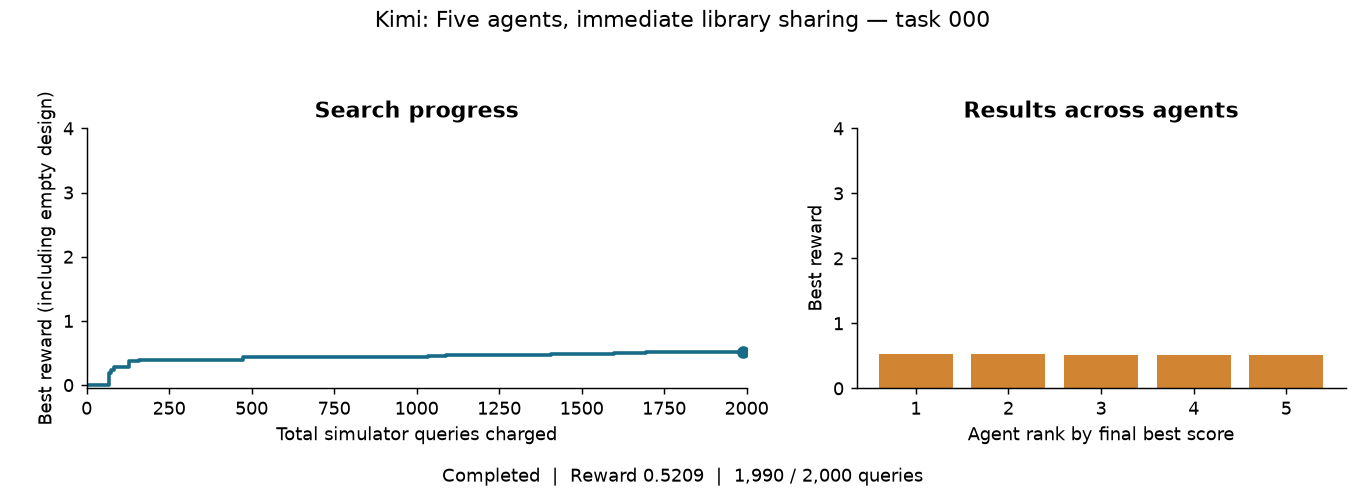 Kimi: Five agents, immediate library sharing — task 000
Search progress
Best reward (including empty design)
4
3
2
1
0
0 250 500 750 1000 1250 1500 1750 2000
Total simulator queries charged
Results across agents
Best reward
4
3
2
1
0
1 2 3 4 5
Agent rank by final best score
Completed | Reward 0.5209 | 1,990 / 2,000 queries